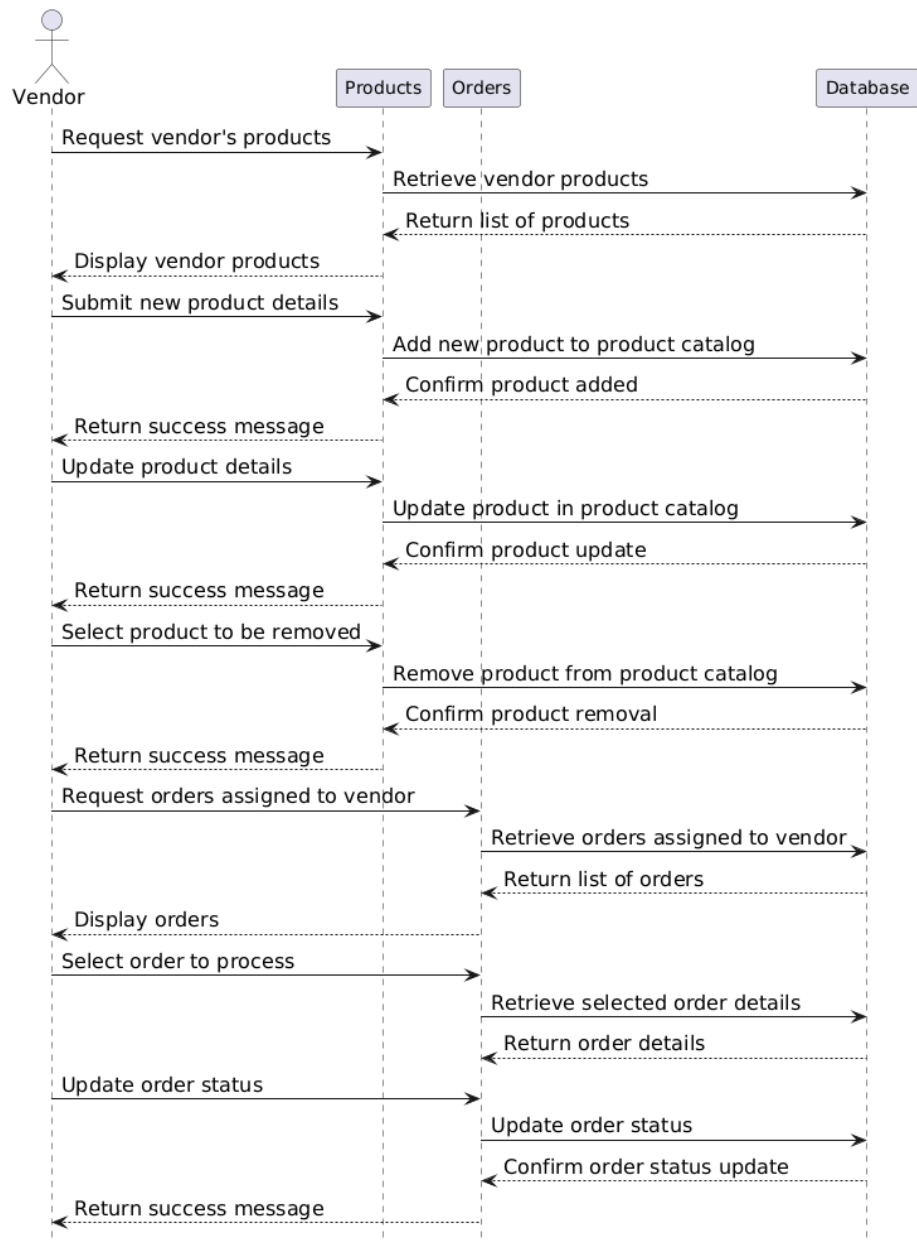 Vendor
Products
Orders
Database
Request vendor's products
Retrieve vendor products
Return list of products
Display vendor products
Submit new product details
Add new product to product catalog
Confirm product added
Return success message
Update product details
Update product in product catalog
Confirm product update
Return success message
Select product to be removed
Remove product from product catalog
Confirm product removal
Return success message
Request orders assigned to vendor
Retrieve orders assigned to vendor
Return list of orders
Display orders
Select order to process
Retrieve selected order details
Return order details
Update order status
Update order status
Confirm order status update
Return success message